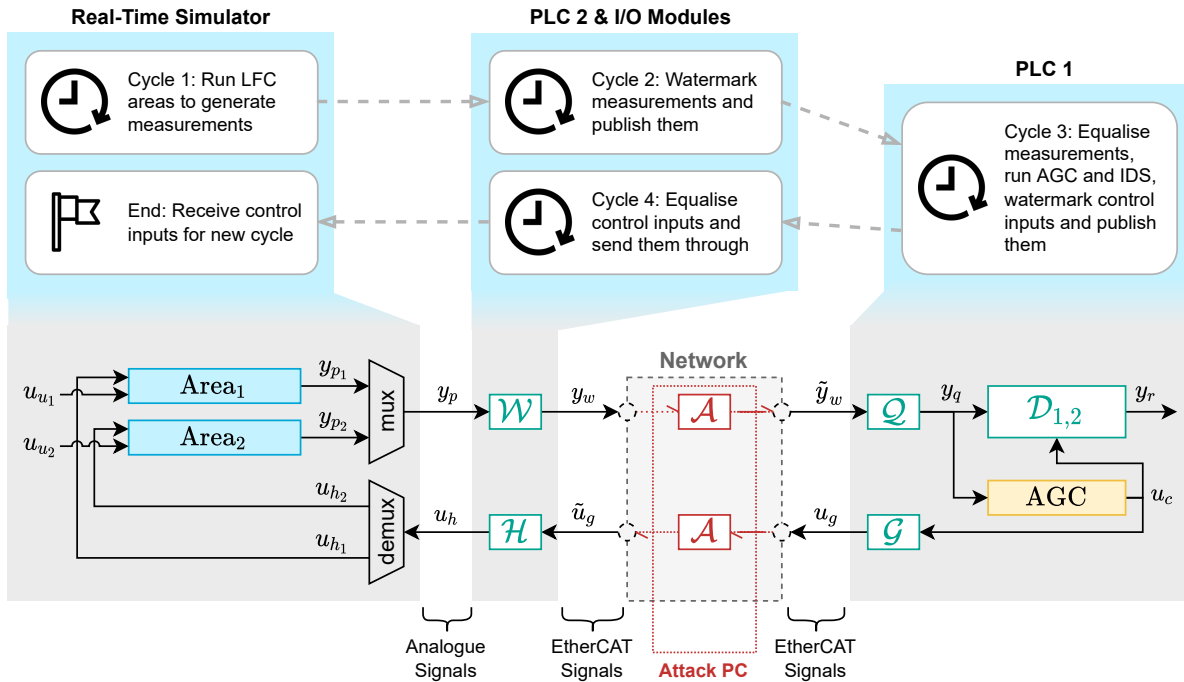 Real-Time Simulator
PLC 2 & I/O Modules
PLC 1
Cycle 1: Run LFC
areas to generate
measurements
Cycle 2: Watermark
measurements and
publish them
Cycle 3: Equalise
measurements,
run AGC and IDS,
watermark control
inputs and publish
them
End: Receive control
inputs for new cycle
Cycle 4: Equalise
control inputs and
send them through
Network
u_{u_1}
Area₁
y_{p_1}
u_{u_2}
Area₂
y_{p_2}
mux
y_p
𝒲
y_w
𝒜
ỹ_w
𝒬
y_q
𝒟_{1,2}
y_r
AGC
u_c
u_{h_2}
u_{h_1}
demux
u_h
ℋ
ũ_g
𝒜
u_g
𝒢
Analogue
Signals
EtherCAT
Signals
Attack PC
EtherCAT
Signals